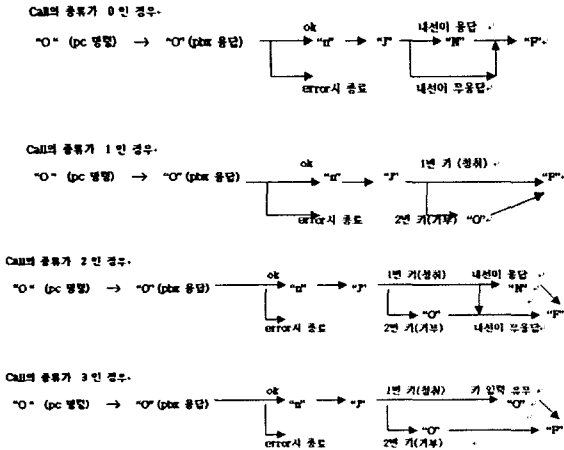 Call의 종류가 0 인 경우
ok 내선이 응답
"O" (pc 명령) → "O"(pbx 응답) "n" "J" "N" "F"
error시 종료 내선이 무응답
Call의 종류가 1 인 경우
ok 1번 키 (청취)
"O" (pc 명령) → "O"(pbx 응답) "n" "J" "F"
error시 종료 2번 키(거부) "O"
Call의 종류가 2 인 경우
ok 1번 키(청취) 내선이 응답
"O" (pc 명령) → "O"(pbx 응답) "n" "J" "N"
"O" "F"
error시 종료 2번 키(거부) 내선이 무응답
Call의 종류가 3 인 경우
ok 1번 키(청취) 키 입력 유무
"O" (pc 명령) → "O"(pbx 응답) "n" "J" "O"
"O" "F"
error시 종료 2번 키(거부)